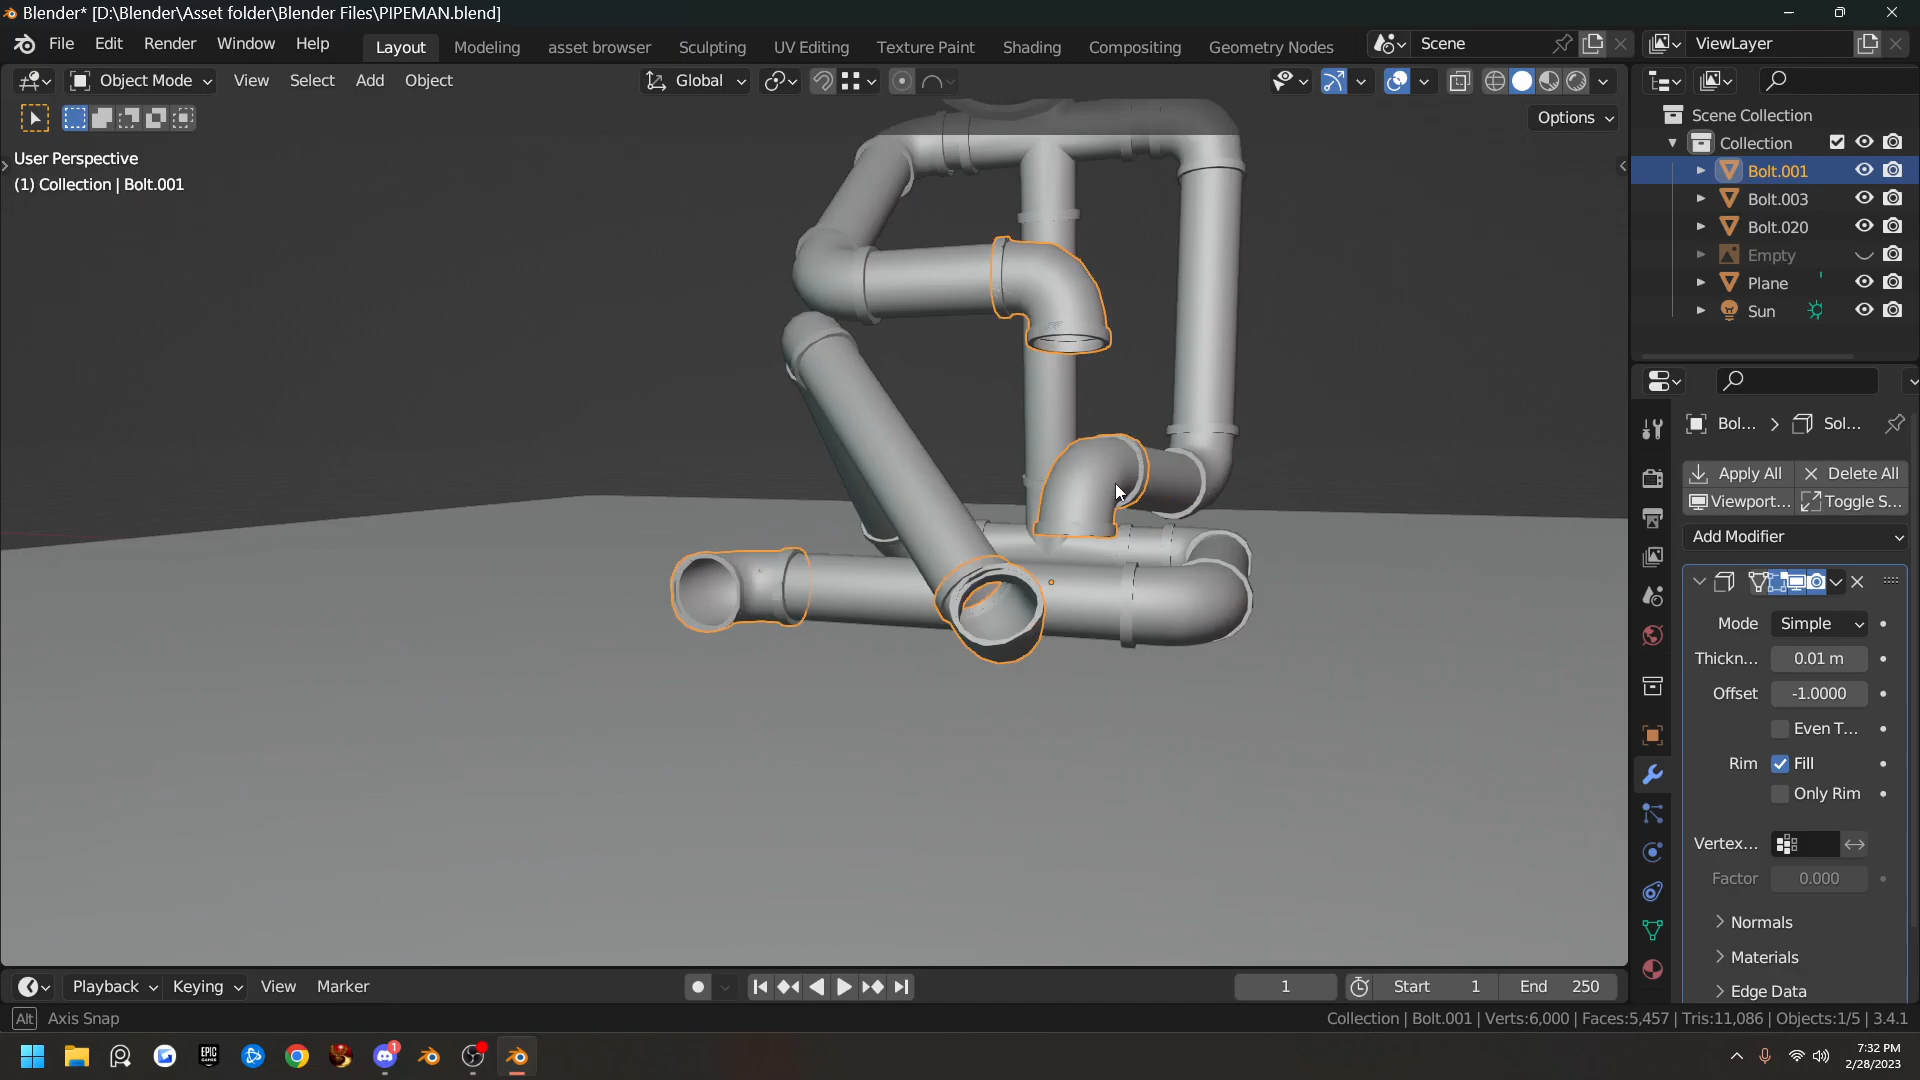 Blender* [D:\Blender\Asset folder\Blender Files\PIPEMAN.blend]
File Edit Render Window Help Layout Modeling asset browser Sculpting UV Editing Texture Paint Shading Compositing Geometry Nodes Scene ViewLayer
Object Mode View Select Add Object Global
Options
User Perspective
(1) Collection | Bolt.001
Scene Collection
Collection
Bolt.001
Bolt.003
Bolt.020
Empty
Plane
Sun
Bol... Sol...
Apply All Delete All
Viewport... Toggle S...
Add Modifier
Mode Simple
Thickn... 0.01 m
Offset -1.0000
Even T...
Rim Fill
Only Rim
Vertex...
Factor 0.000
Normals
Materials
Edge Data
Playback Keying View Marker 1 Start 1 End 250
Alt Axis Snap Collection | Bolt.001 | Verts:6,000 | Faces:5,457 | Tris:11,086 | Objects:1/5 | 3.4.1
EPIC GAMES
1
7:32 PM
2/28/2023